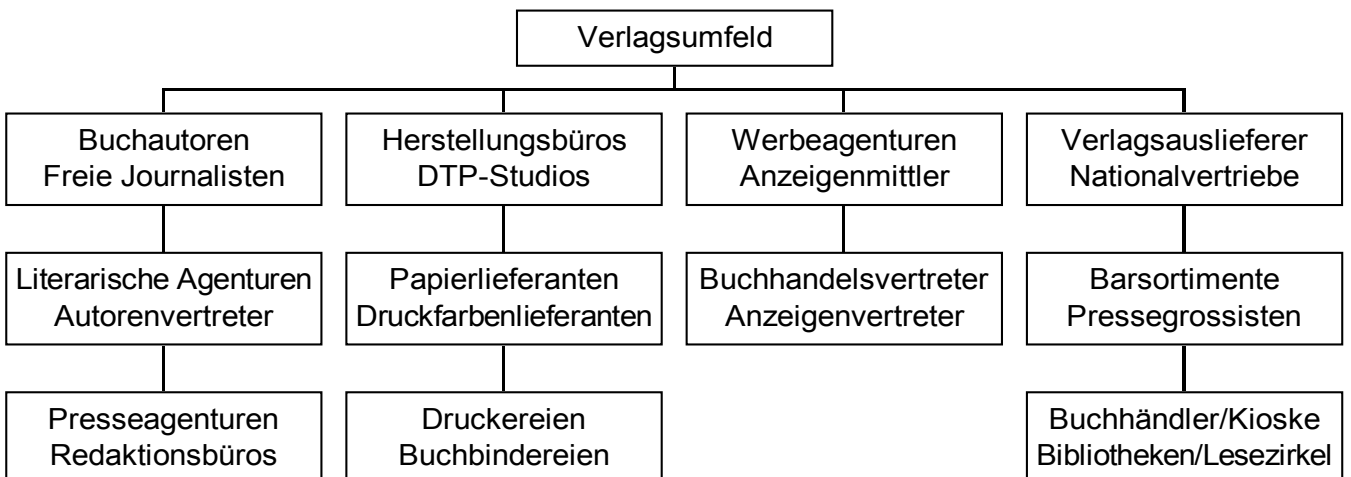 Verlagsumfeld
Buchautoren
Freie Journalisten
Herstellungsbüros
DTP-Studios
Werbeagenturen
Anzeigenmittler
Verlagsauslieferer
Nationalvertriebe
Literarische Agenturen
Autorenvertreter
Papierlieferanten
Druckfarbenlieferanten
Buchhandelsvertreter
Anzeigenvertreter
Barsortimente
Pressegrossisten
Presseagenturen
Redaktionsbüros
Druckereien
Buchbindereien
Buchhändler/Kioske
Bibliotheken/Lesezirkel